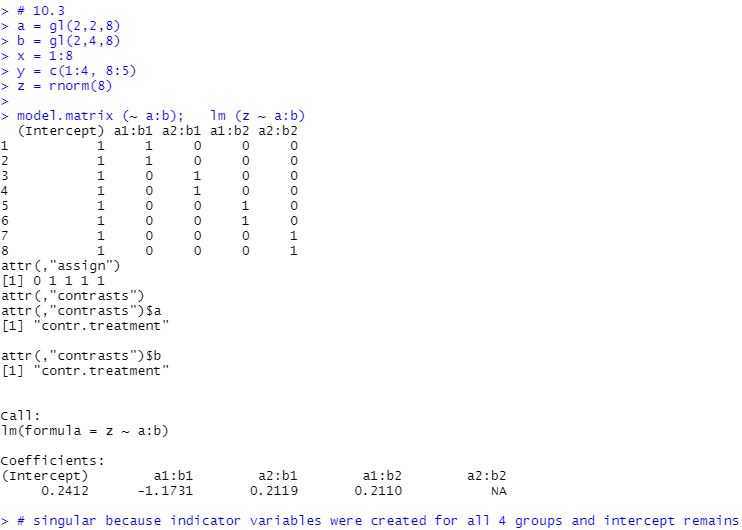 > # 10.3
> a = gl(2,2,8)
> b = gl(2,4,8)
> x = 1:8
> y = c(1:4, 8:5)
> z = rnorm(8)
>
> model.matrix (~ a:b);   lm (z ~ a:b)
  (Intercept) a1:b1 a2:b1 a1:b2 a2:b2
1           1     1     0     0     0
2           1     1     0     0     0
3           1     0     1     0     0
4           1     0     1     0     0
5           1     0     0     1     0
6           1     0     0     1     0
7           1     0     0     0     1
8           1     0     0     0     1
attr(,"assign")
[1] 0 1 1 1 1
attr(,"contrasts")
attr(,"contrasts")$a
[1] "contr.treatment"
attr(,"contrasts")$b
[1] "contr.treatment"
Call:
lm(formula = z ~ a:b)
Coefficients:
(Intercept)        a1:b1        a2:b1        a1:b2        a2:b2
     0.2412      -1.1731       0.2119       0.2110           NA
> # singular because indicator variables were created for all 4 groups and intercept remains